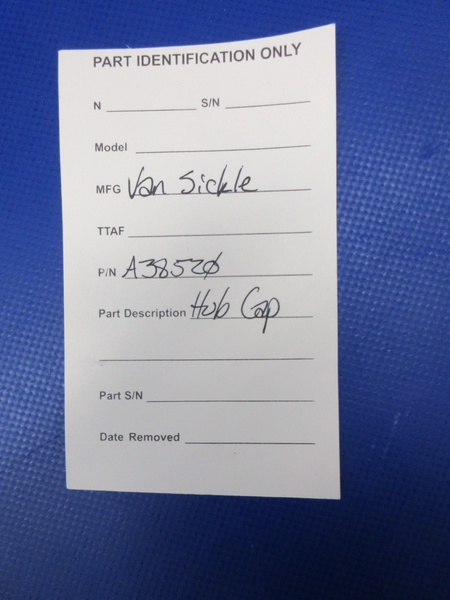 PART IDENTIFICATION ONLY
N S/N
Model
MFG Van Sickle
TTAF
P/N A38520
Part Description Hub Cap
Part S/N
Date Removed